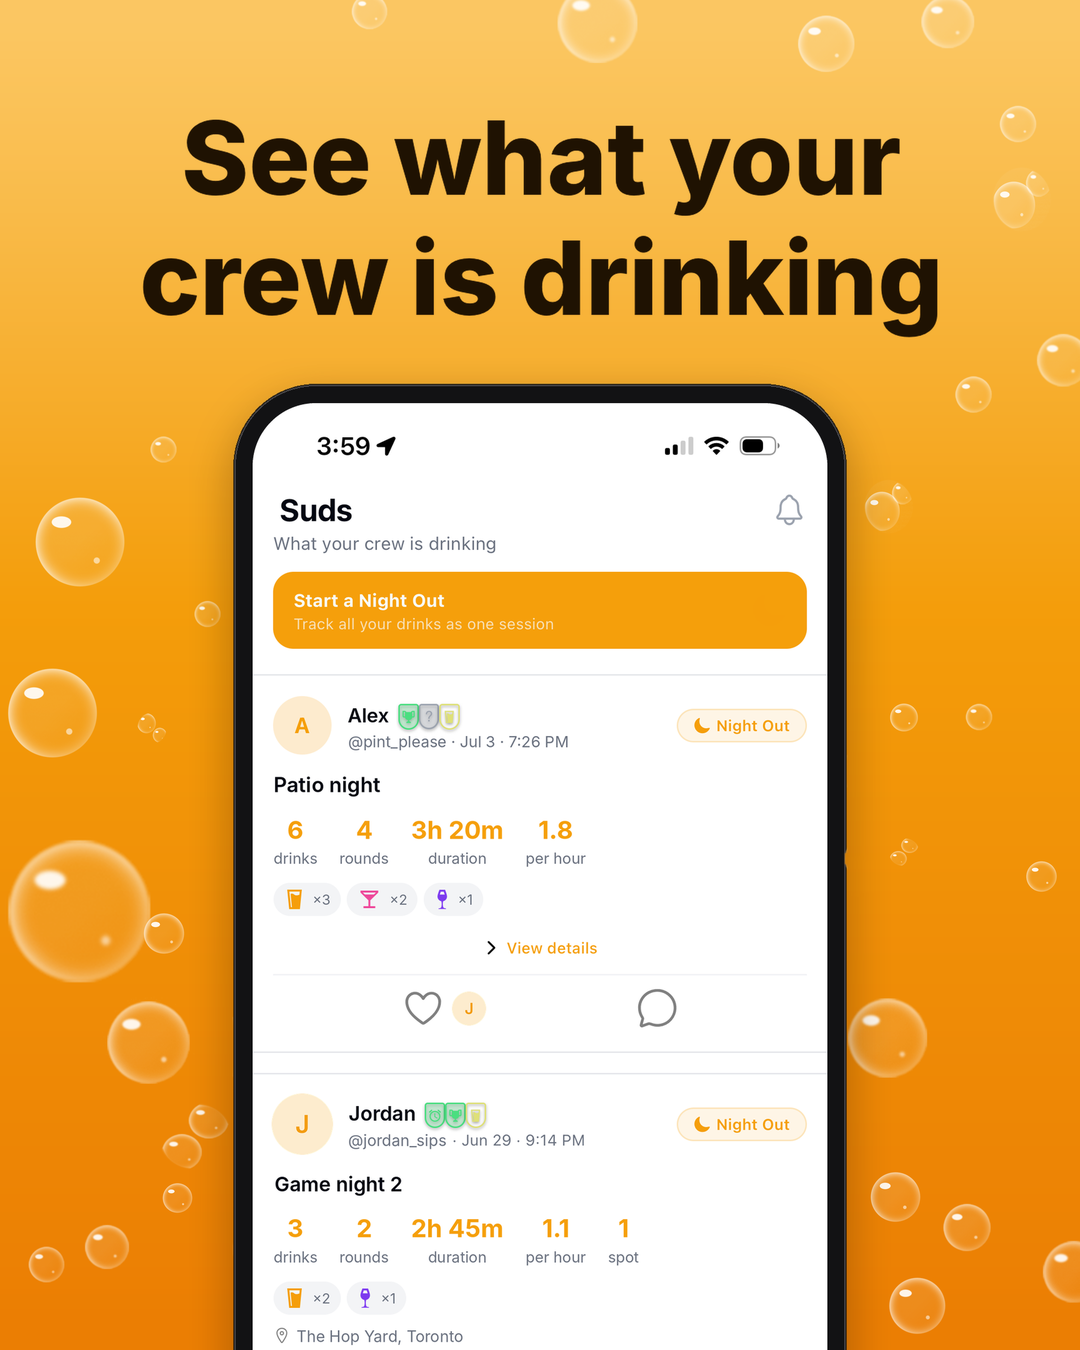 See what your
crew is drinking
3:59
Suds
What your crew is drinking
Start a Night Out
Track all your drinks as one session
A
Alex ?
Night Out
@pint_please · Jul 3 · 7:26 PM
Patio night
6 4 3h 20m 1.8
drinks rounds duration per hour
×3 ×2 ×1
View details
J
J
Jordan
Night Out
@jordan_sips · Jun 29 · 9:14 PM
Game night 2
3 2 2h 45m 1.1 1
drinks rounds duration per hour spot
×2 ×1
The Hop Yard, Toronto